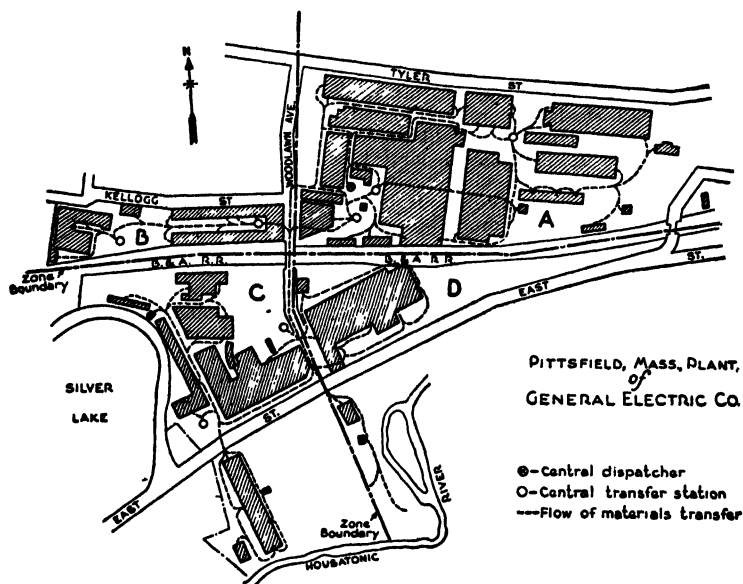 N
TYLER
ST
WOODLAWN AVE.
KELLOGG
ST
A
B
B. & A. R.R.
B. & A. R.R.
Zone
Boundary
C
D
EAST
ST.
SILVER
LAKE
PITTSFIELD, MASS., PLANT,
of
GENERAL ELECTRIC CO.
EAST
ST.
⊗-Central dispatcher
O-Central transfer station
---Flow of materials transfer
RIVER
Zone
Boundary
HOUSATONIC